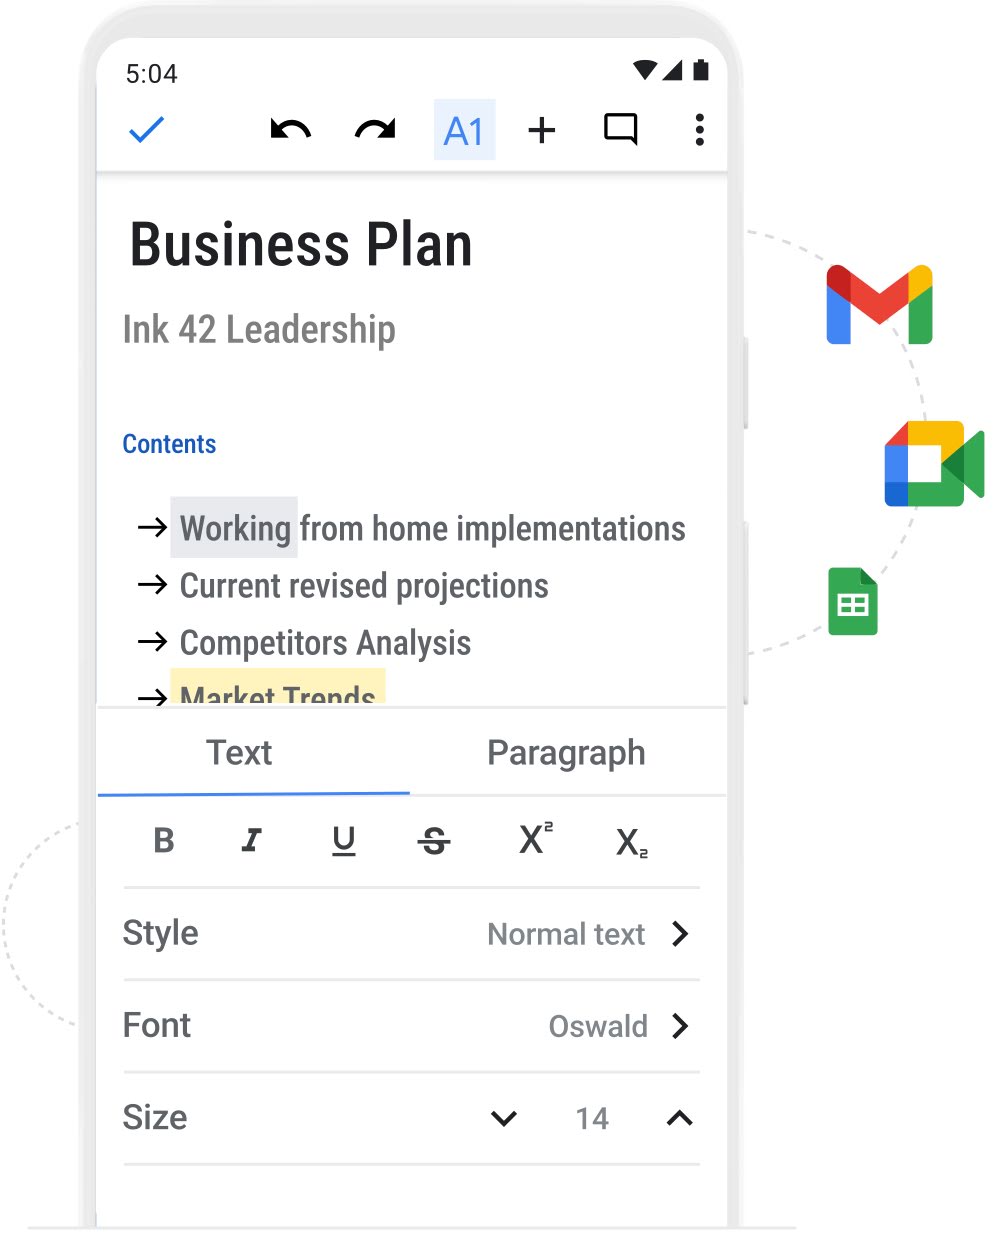 5:04
A1
Business Plan
Ink 42 Leadership
Contents
→ Working from home implementations
→ Current revised projections
→ Competitors Analysis
→ Market Trends
Text Paragraph
B I U S X² X₂
Style Normal text
Font Oswald
Size 14